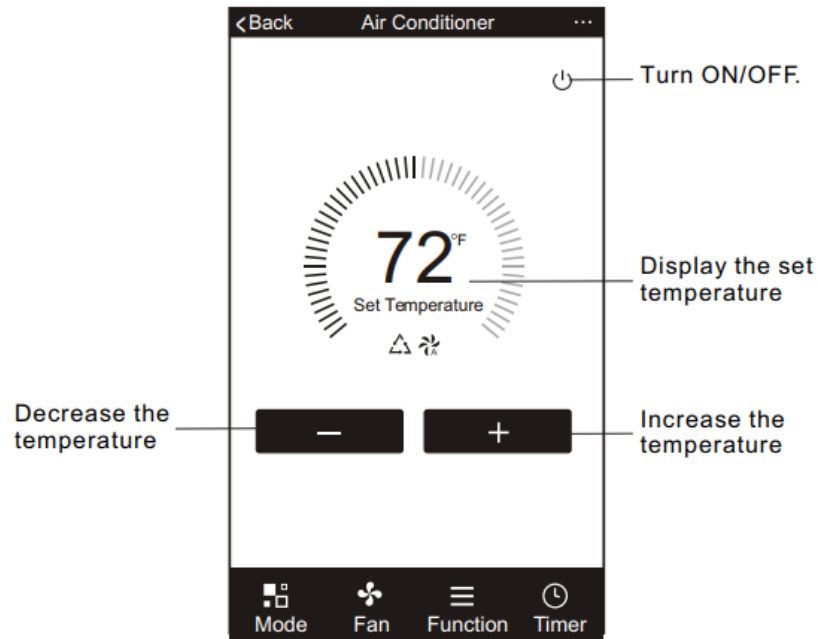 <Back Air Conditioner ...
Turn ON/OFF.
72°F
Set Temperature
A
Display the set
temperature
Decrease the
temperature
− +
Increase the
temperature
Mode Fan Function Timer